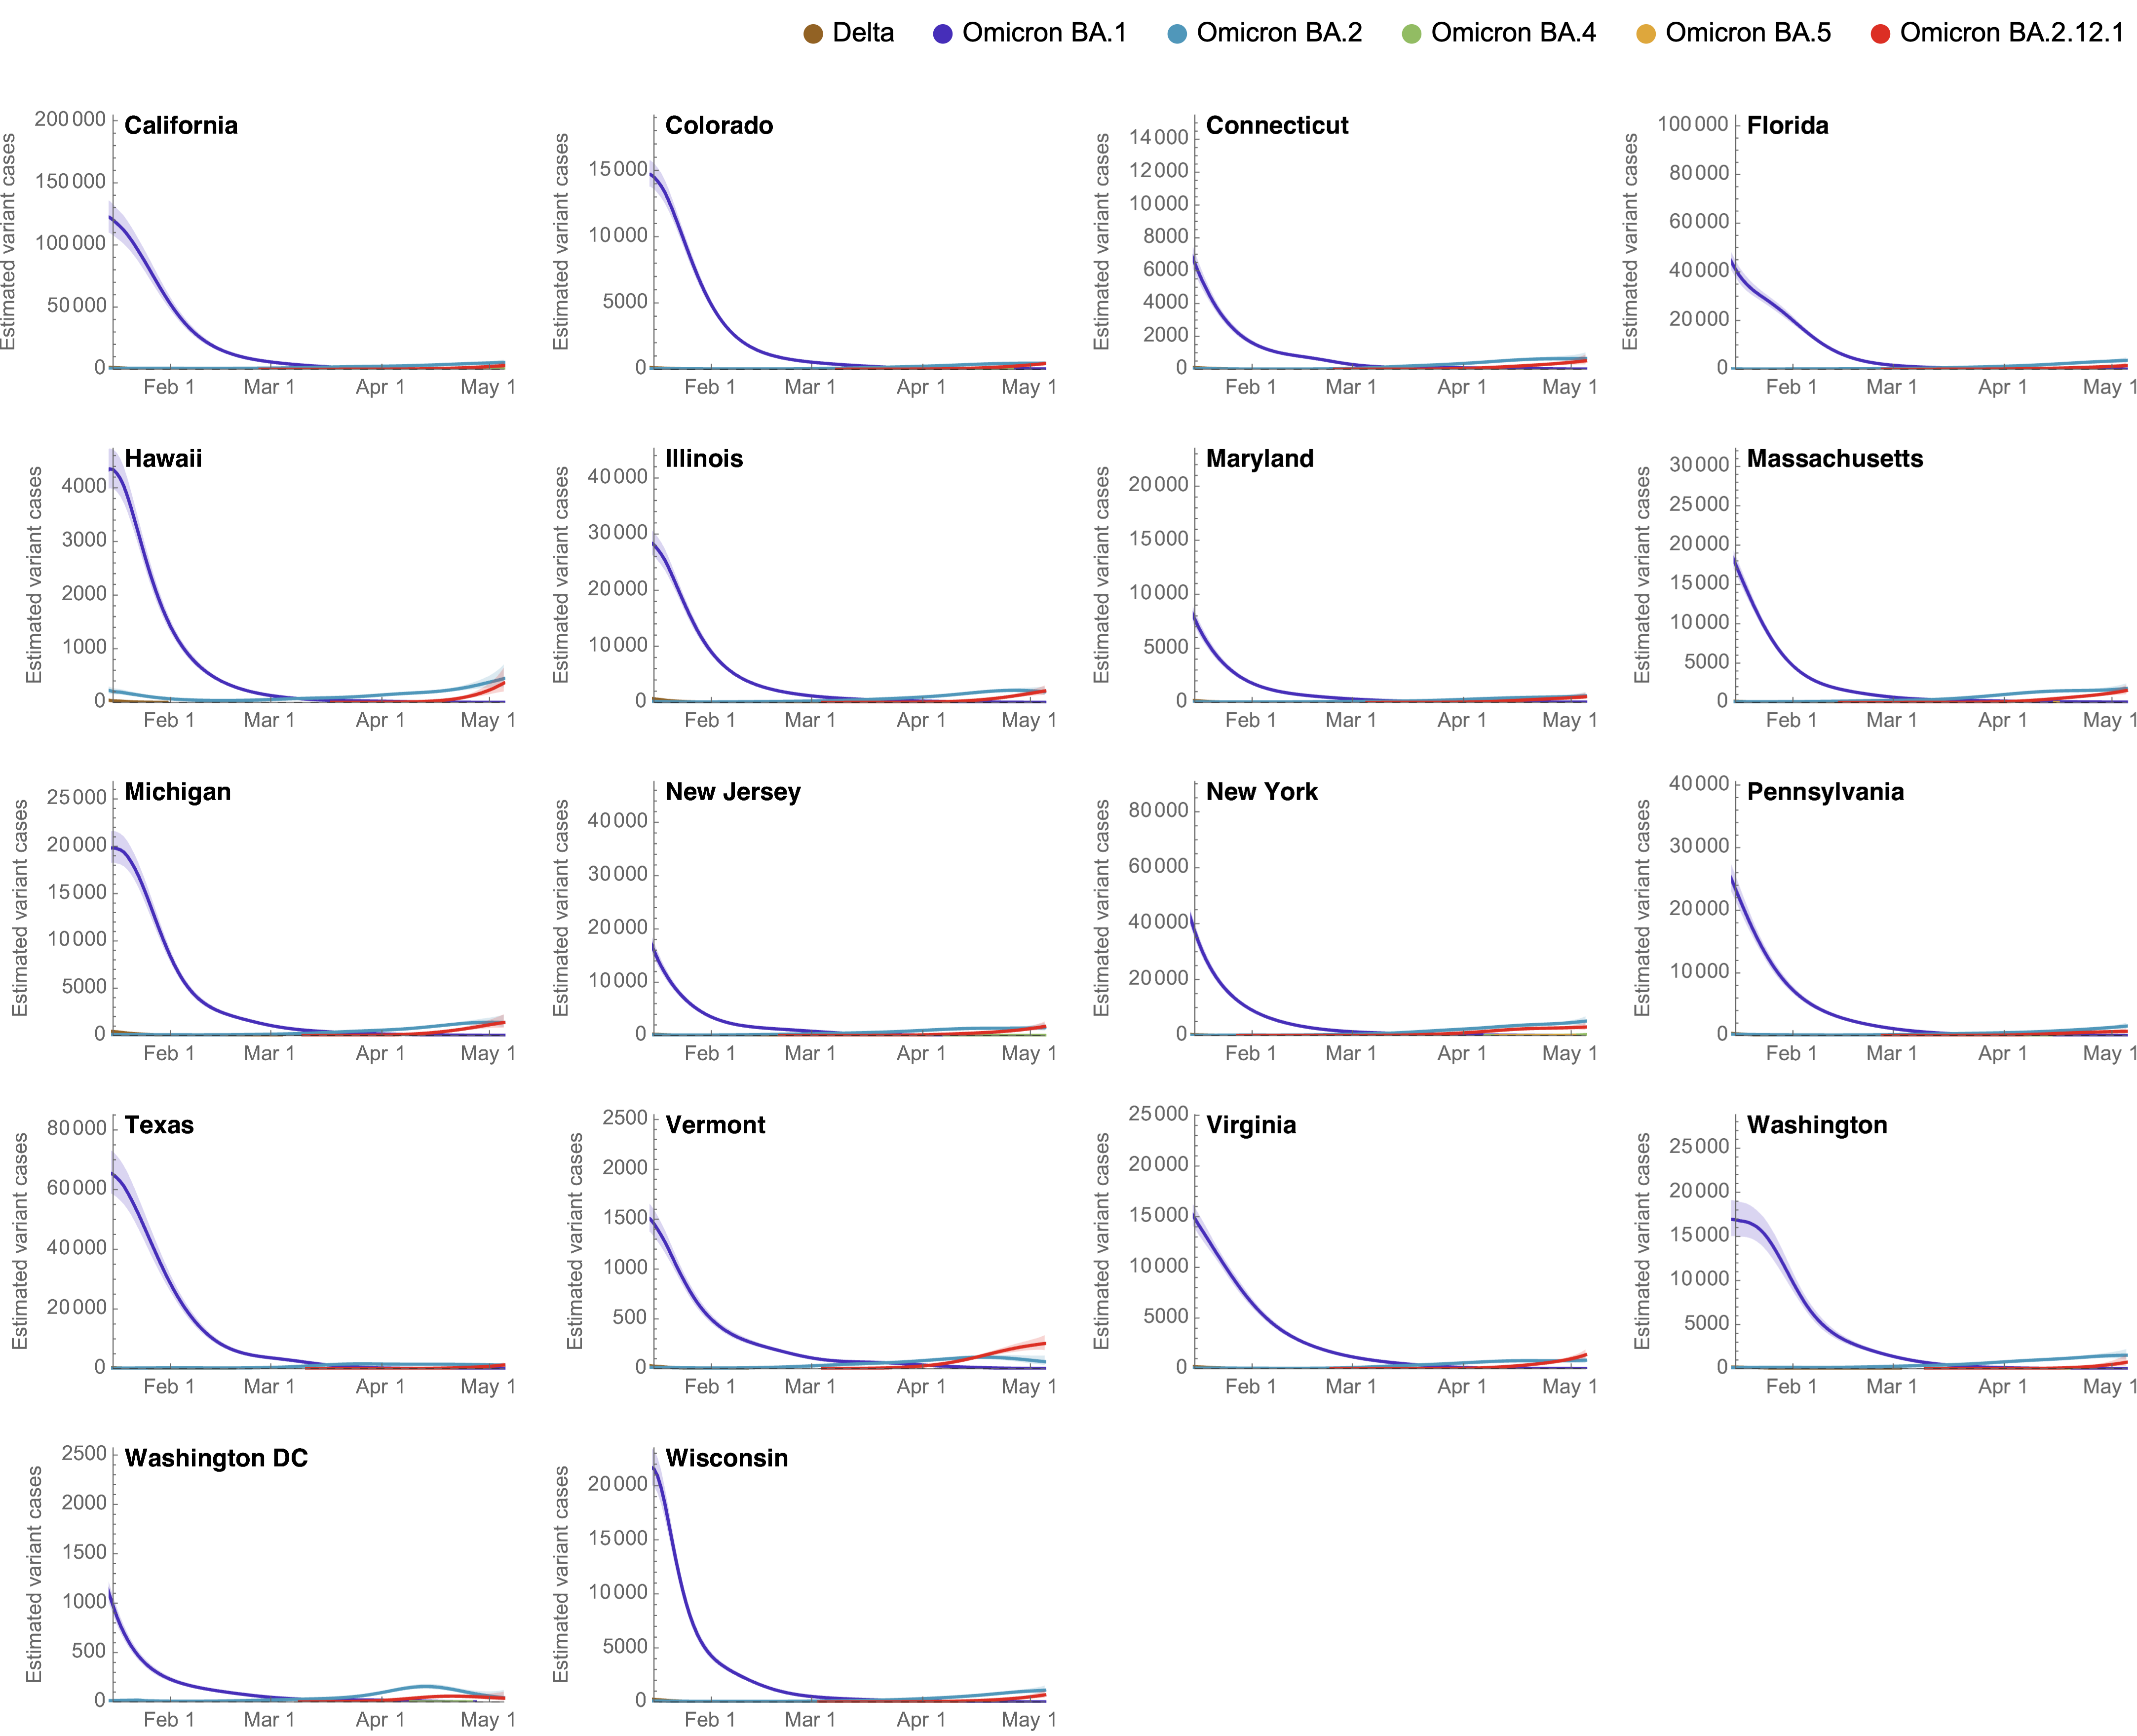 Delta Omicron BA.1 Omicron BA.2 Omicron BA.4 Omicron BA.5 Omicron BA.2.12.1
California
Estimated variant cases
200 000
150 000
100 000
50 000
0
Feb 1 Mar 1 Apr 1 May 1
Colorado
Estimated variant cases
15 000
10 000
5000
0
Feb 1 Mar 1 Apr 1 May 1
Connecticut
Estimated variant cases
14 000
12 000
10 000
8000
6000
4000
2000
0
Feb 1 Mar 1 Apr 1 May 1
Florida
Estimated variant cases
100 000
80 000
60 000
40 000
20 000
0
Feb 1 Mar 1 Apr 1 May 1
Hawaii
Estimated variant cases
4000
3000
2000
1000
0
Feb 1 Mar 1 Apr 1 May 1
Illinois
Estimated variant cases
40 000
30 000
20 000
10 000
0
Feb 1 Mar 1 Apr 1 May 1
Maryland
Estimated variant cases
20 000
15 000
10 000
5000
0
Feb 1 Mar 1 Apr 1 May 1
Massachusetts
Estimated variant cases
30 000
25 000
20 000
15 000
10 000
5000
0
Feb 1 Mar 1 Apr 1 May 1
Michigan
Estimated variant cases
25 000
20 000
15 000
10 000
5000
0
Feb 1 Mar 1 Apr 1 May 1
New Jersey
Estimated variant cases
40 000
30 000
20 000
10 000
0
Feb 1 Mar 1 Apr 1 May 1
New York
Estimated variant cases
80 000
60 000
40 000
20 000
0
Feb 1 Mar 1 Apr 1 May 1
Pennsylvania
Estimated variant cases
40 000
30 000
20 000
10 000
0
Feb 1 Mar 1 Apr 1 May 1
Texas
Estimated variant cases
80 000
60 000
40 000
20 000
0
Feb 1 Mar 1 Apr 1 May 1
Vermont
Estimated variant cases
2500
2000
1500
1000
500
0
Feb 1 Mar 1 Apr 1 May 1
Virginia
Estimated variant cases
25 000
20 000
15 000
10 000
5000
0
Feb 1 Mar 1 Apr 1 May 1
Washington
Estimated variant cases
25 000
20 000
15 000
10 000
5000
0
Feb 1 Mar 1 Apr 1 May 1
Washington DC
Estimated variant cases
2500
2000
1500
1000
500
0
Feb 1 Mar 1 Apr 1 May 1
Wisconsin
Estimated variant cases
20 000
15 000
10 000
5000
0
Feb 1 Mar 1 Apr 1 May 1